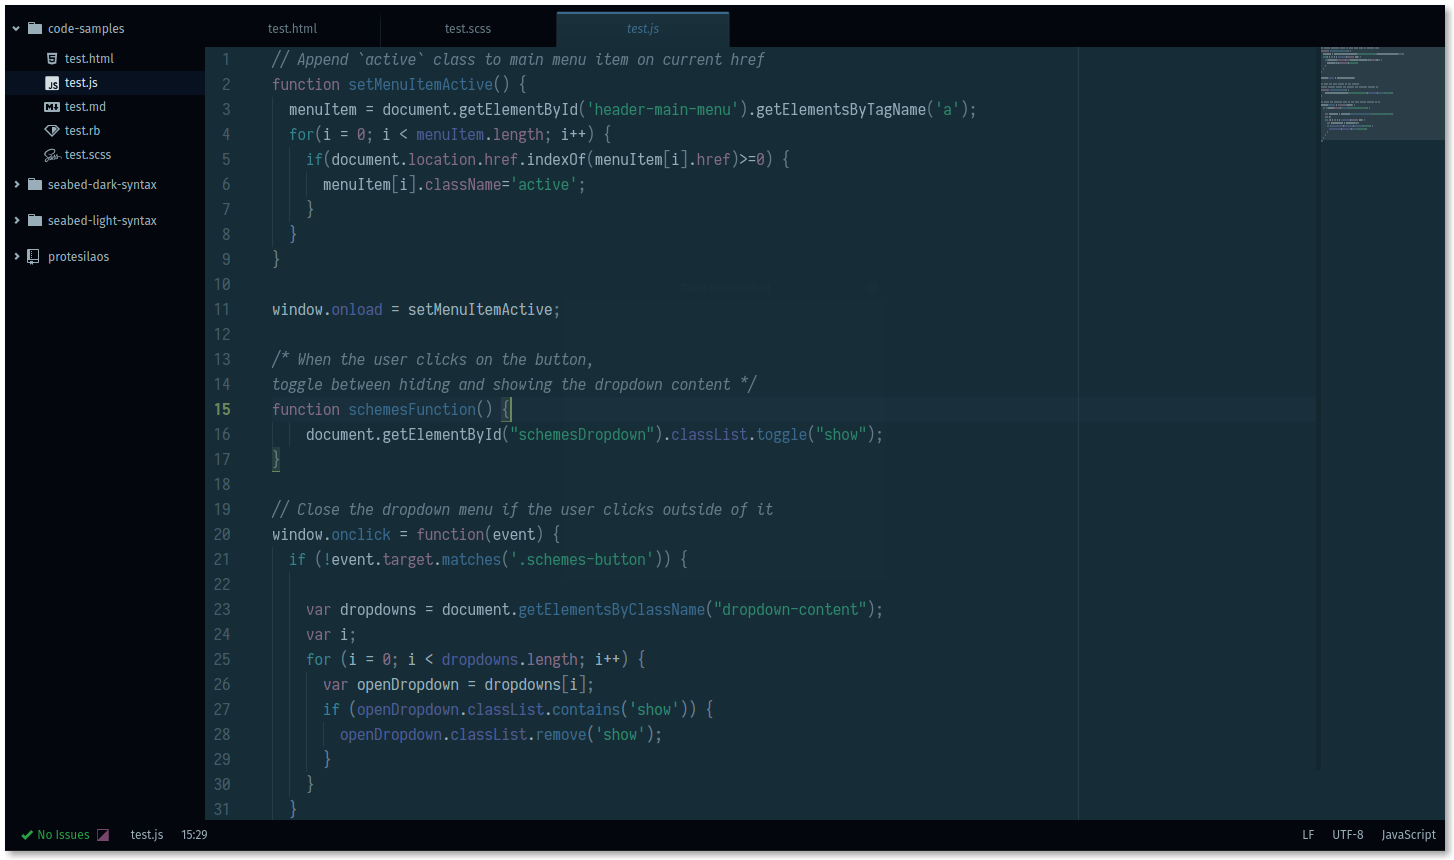 code-samples
test.html
test.js
test.md
test.rb
test.scss
seabed-dark-syntax
seabed-light-syntax
protesilaos
test.html test.scss test.js
1 // Append `active` class to main menu item on current href
2 function setMenuItemActive() {
3   menuItem = document.getElementById('header-main-menu').getElementsByTagName('a');
4   for(i = 0; i < menuItem.length; i++) {
5     if(document.location.href.indexOf(menuItem[i].href)>=0) {
6       menuItem[i].className='active';
7     }
8   }
9 }
10
11 window.onload = setMenuItemActive;
12
13 /* When the user clicks on the button,
14 toggle between hiding and showing the dropdown content */
15 function schemesFunction() {
16     document.getElementById("schemesDropdown").classList.toggle("show");
17 }
18
19 // Close the dropdown menu if the user clicks outside of it
20 window.onclick = function(event) {
21   if (!event.target.matches('.schemes-button')) {
22
23     var dropdowns = document.getElementsByClassName("dropdown-content");
24     var i;
25     for (i = 0; i < dropdowns.length; i++) {
26       var openDropdown = dropdowns[i];
27       if (openDropdown.classList.contains('show')) {
28         openDropdown.classList.remove('show');
29       }
30     }
31   }
No Issues test.js 15:29 LF UTF-8 JavaScript